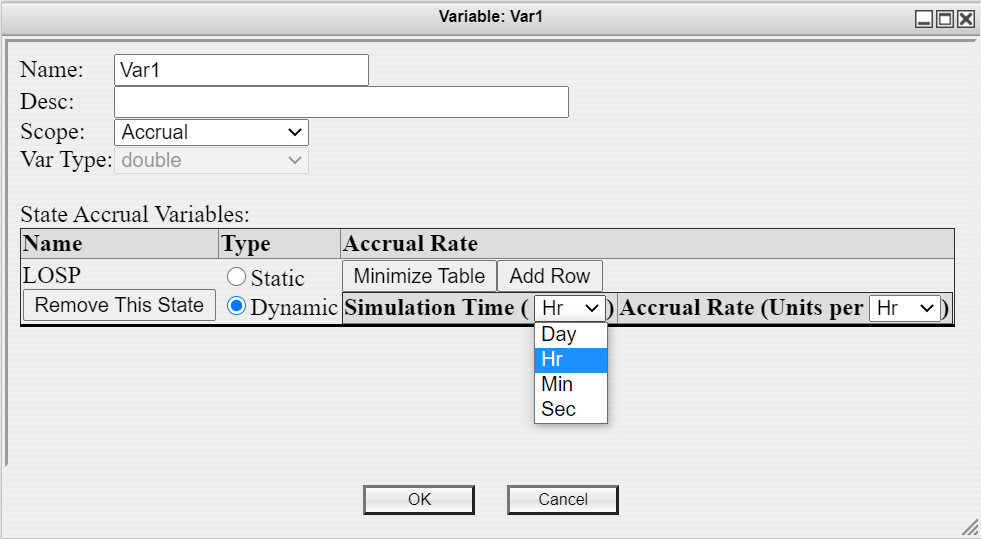 Variable: Var1
Name: Var1
Desc:
Scope: Accrual
Var Type: double
State Accrual Variables:
Name Type Accrual Rate
LOSP Static Minimize Table Add Row
Remove This State Dynamic Simulation Time ( Hr ) Accrual Rate (Units per Hr )
Day
Hr
Min
Sec
OK Cancel